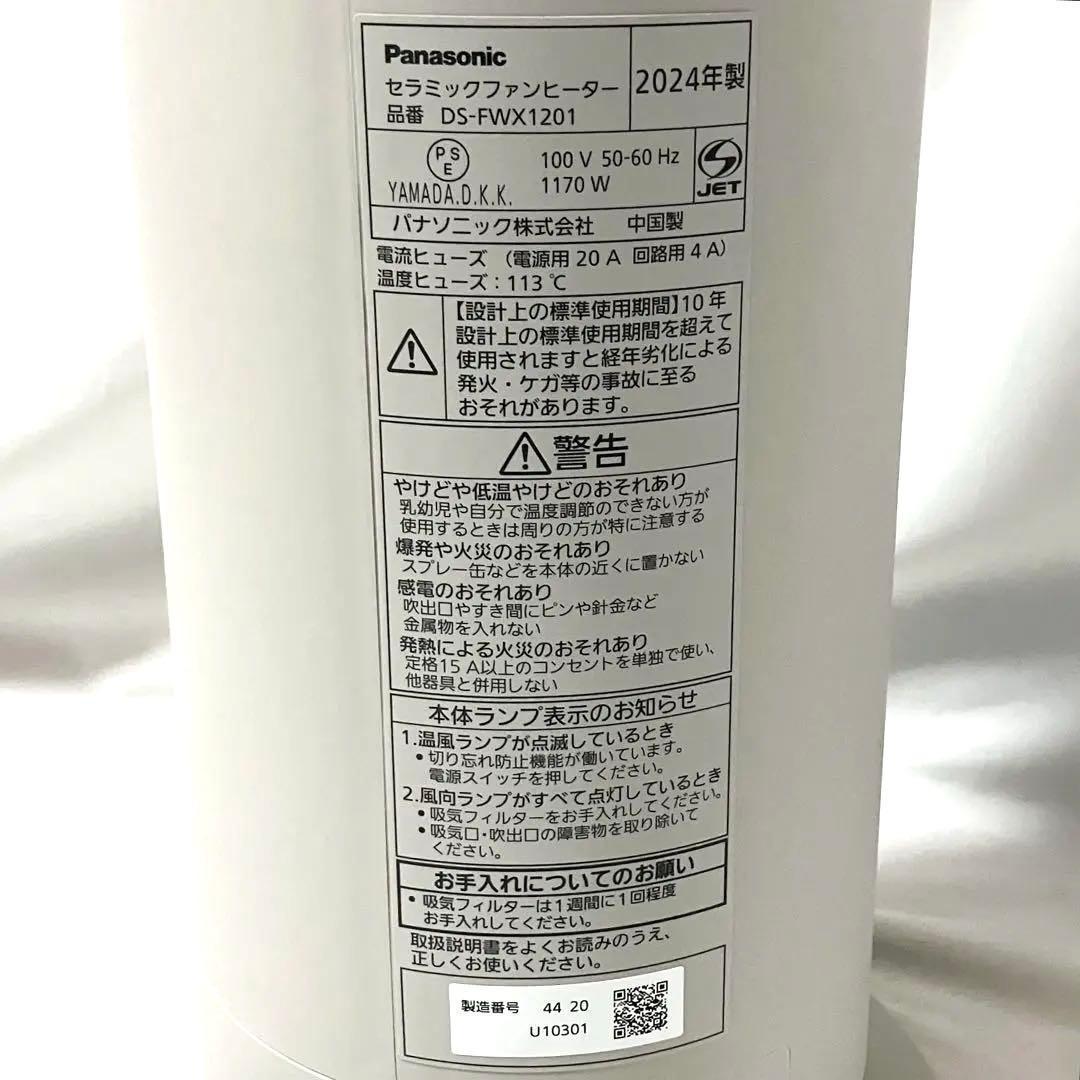 Panasonic
セラミックファンヒーター
品番 DS-FWX1201
2024年製
PSE
YAMADA.D.K.K.
100 V 50-60 Hz
1170 W
JET
パナソニック株式会社 中国製
電流ヒューズ （電源用 20 A 回路用 4 A）
温度ヒューズ：113 ℃
【設計上の標準使用期間】10 年
設計上の標準使用期間を超えて
使用されますと経年劣化による
発火・ケガ等の事故に至る
おそれがあります。
警告
やけどや低温やけどのおそれあり
乳幼児や自分で温度調節のできない方が
使用するときは周りの方が特に注意する
爆発や火災のおそれあり
スプレー缶などを本体の近くに置かない
感電のおそれあり
吹出口やすき間にピンや針金など
金属物を入れない
発熱による火災のおそれあり
定格15 A以上のコンセントを単独で使い、
他器具と併用しない
本体ランプ表示のお知らせ
1.温風ランプが点滅しているとき
•切り忘れ防止機能が働いています。
電源スイッチを押してください。
2.風向ランプがすべて点灯しているとき
•吸気フィルターをお手入れしてください。
•吸気口・吹出口の障害物を取り除いて
ください。
お手入れについてのお願い
•吸気フィルターは1週間に1回程度
お手入れしてください。
取扱説明書をよくお読みのうえ、
正しくお使いください。
製造番号 44 20
U10301